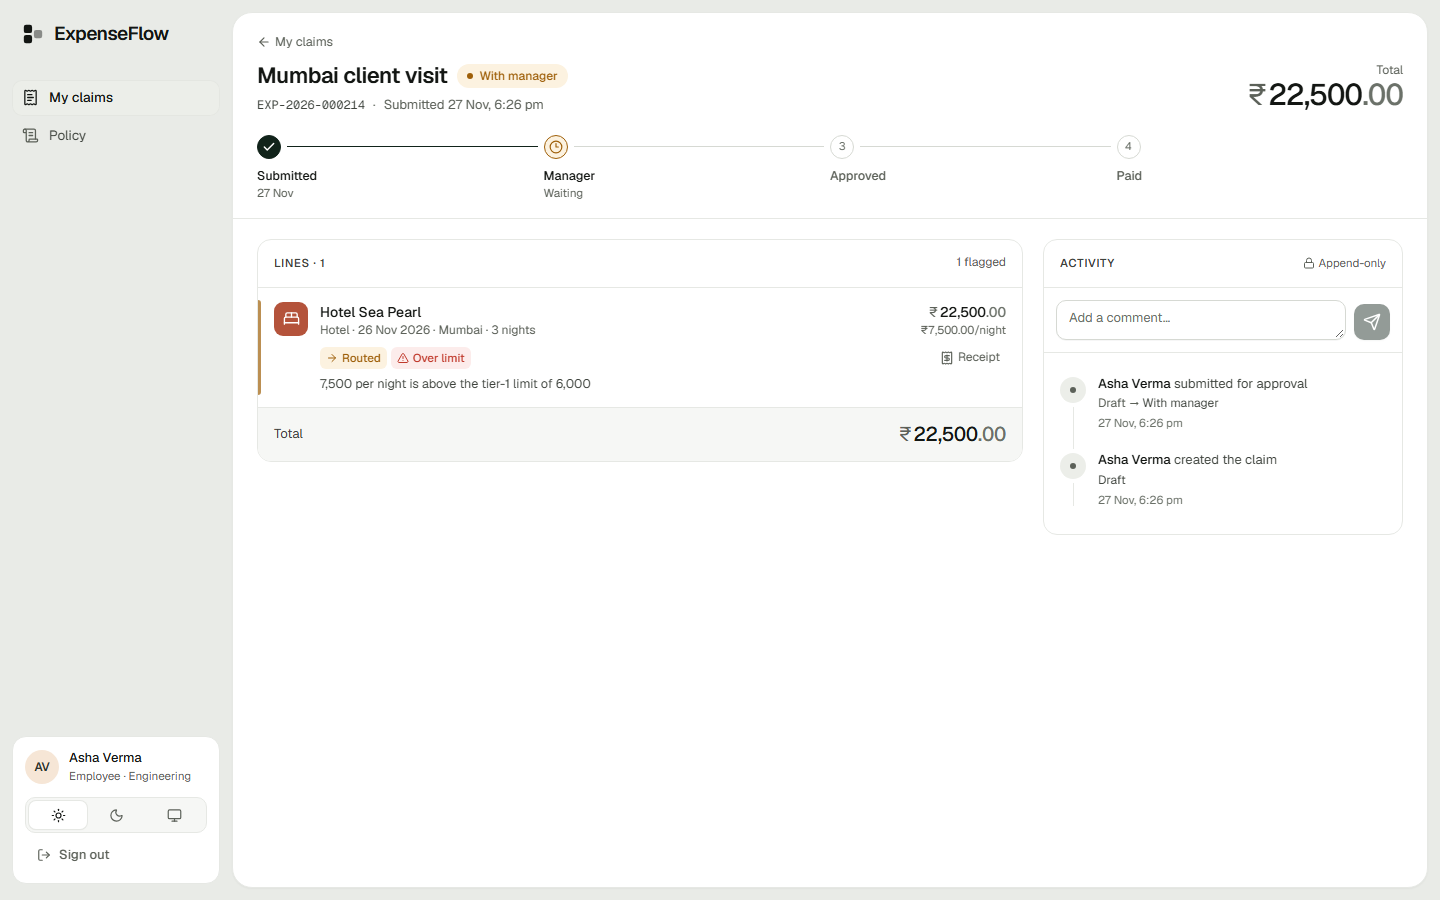 ExpenseFlow
My claims
Policy
Asha Verma
AV
Employee · Engineering
Sign out
My claims
Mumbai client visit
With manager
EXP-2026-000214 · Submitted 27 Nov, 6:26 pm
Total
₹22,500.00
3
4
Submitted
Manager
Approved
Paid
27 Nov
Waiting
LINES · 1
1 flagged
Hotel Sea Pearl
₹22,500.00
Hotel · 26 Nov 2026 · Mumbai · 3 nights
₹7,500.00/night
Routed
Over limit
Receipt
7,500 per night is above the tier-1 limit of 6,000
Total
₹22,500.00
ACTIVITY
Append-only
Add a comment...
Asha Verma submitted for approval
Draft → With manager
27 Nov, 6:26 pm
Asha Verma created the claim
Draft
27 Nov, 6:26 pm